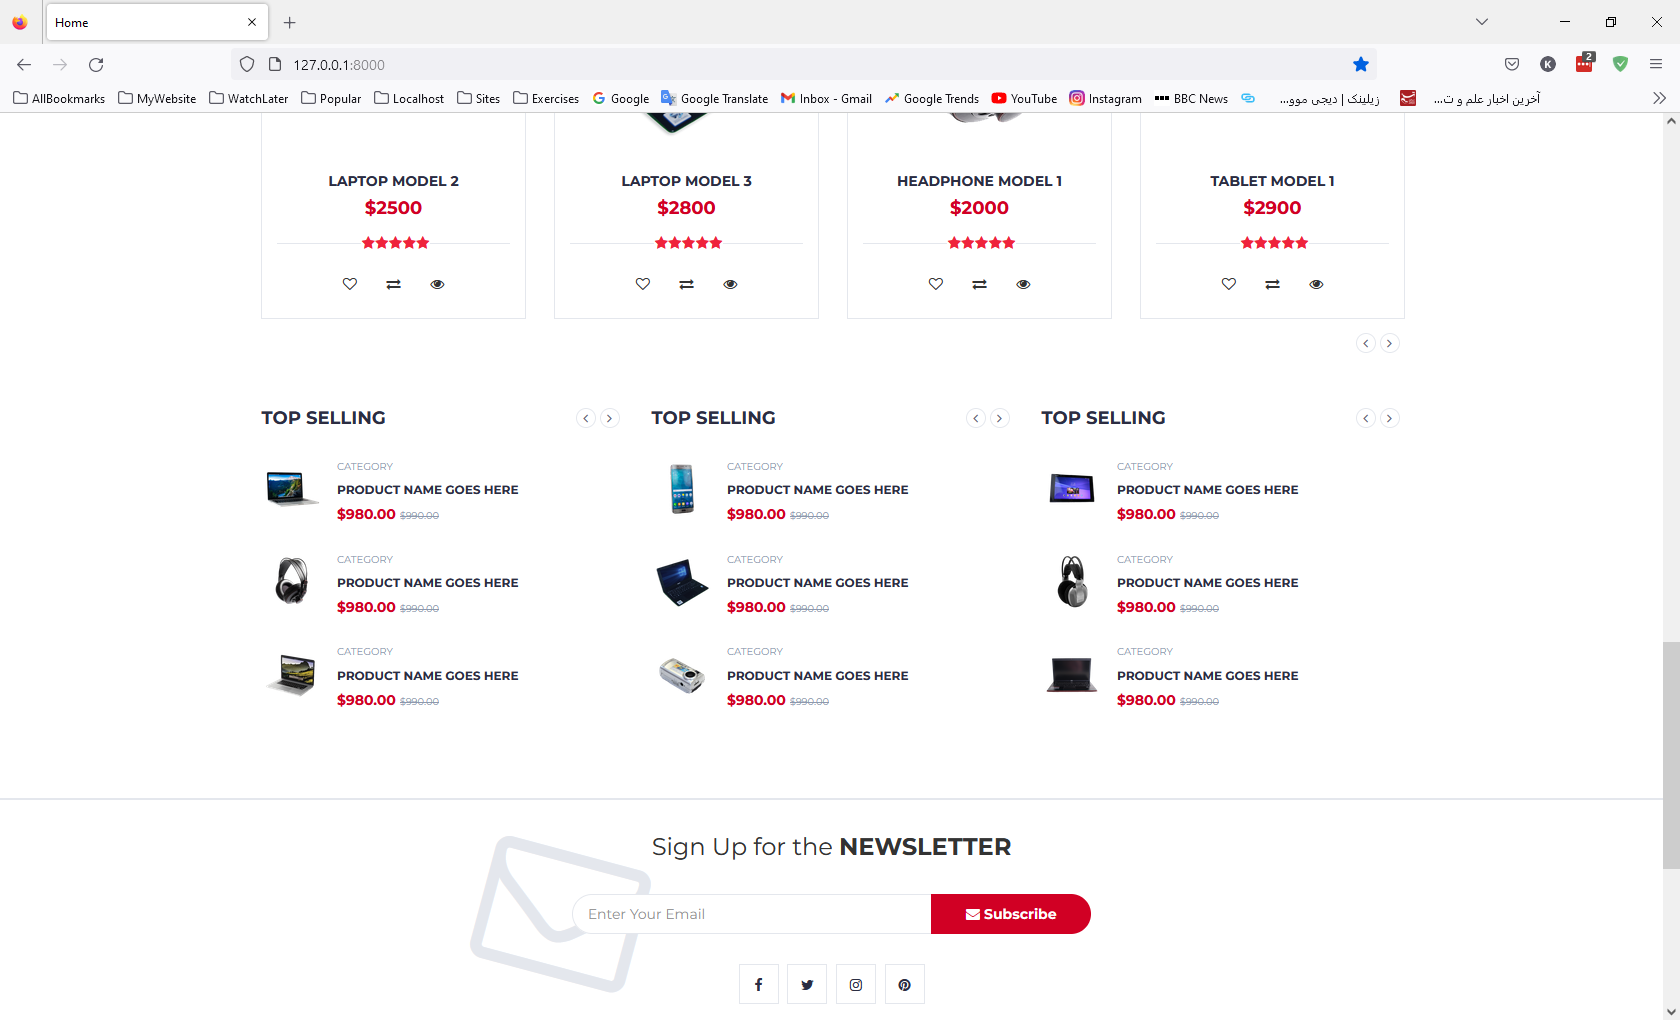 Home
127.0.0.1:8000
K
2
AllBookmarks MyWebsite WatchLater Popular Localhost Sites Exercises Google Google Translate Inbox - Gmail Google Trends YouTube Instagram BBC News زیلینک | دیجی موو... آخرین اخبار علم و ت...
LAPTOP MODEL 2
$2500
LAPTOP MODEL 3
$2800
HEADPHONE MODEL 1
$2000
TABLET MODEL 1
$2900
TOP SELLING
CATEGORY
PRODUCT NAME GOES HERE
$980.00 $990.00
CATEGORY
PRODUCT NAME GOES HERE
$980.00 $990.00
CATEGORY
PRODUCT NAME GOES HERE
$980.00 $990.00
TOP SELLING
CATEGORY
PRODUCT NAME GOES HERE
$980.00 $990.00
CATEGORY
PRODUCT NAME GOES HERE
$980.00 $990.00
CATEGORY
PRODUCT NAME GOES HERE
$980.00 $990.00
TOP SELLING
CATEGORY
PRODUCT NAME GOES HERE
$980.00 $990.00
CATEGORY
PRODUCT NAME GOES HERE
$980.00 $990.00
CATEGORY
PRODUCT NAME GOES HERE
$980.00 $990.00
Sign Up for the NEWSLETTER
Enter Your Email
Subscribe